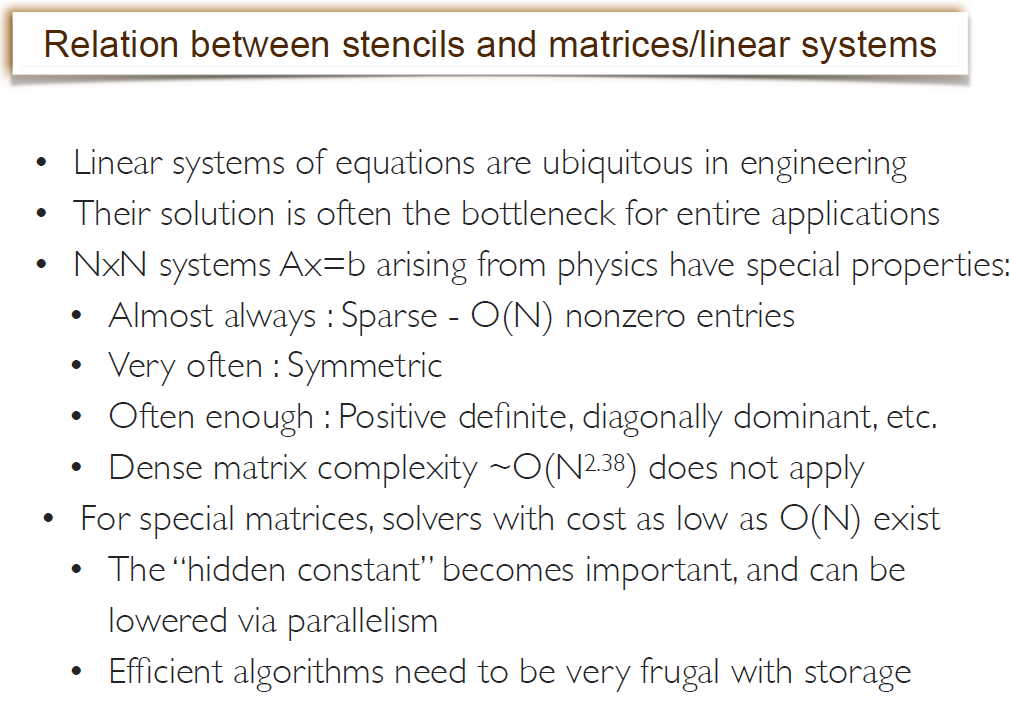 Relation between stencils and matrices/linear systems
• Linear systems of equations are ubiquitous in engineering
• Their solution is often the bottleneck for entire applications
• NxN systems Ax=b arising from physics have special properties:
• Almost always : Sparse - O(N) nonzero entries
• Very often : Symmetric
• Often enough : Positive definite, diagonally dominant, etc.
• Dense matrix complexity ~O(N2.38) does not apply
• For special matrices, solvers with cost as low as O(N) exist
• The “hidden constant” becomes important, and can be
lowered via parallelism
• Efficient algorithms need to be very frugal with storage